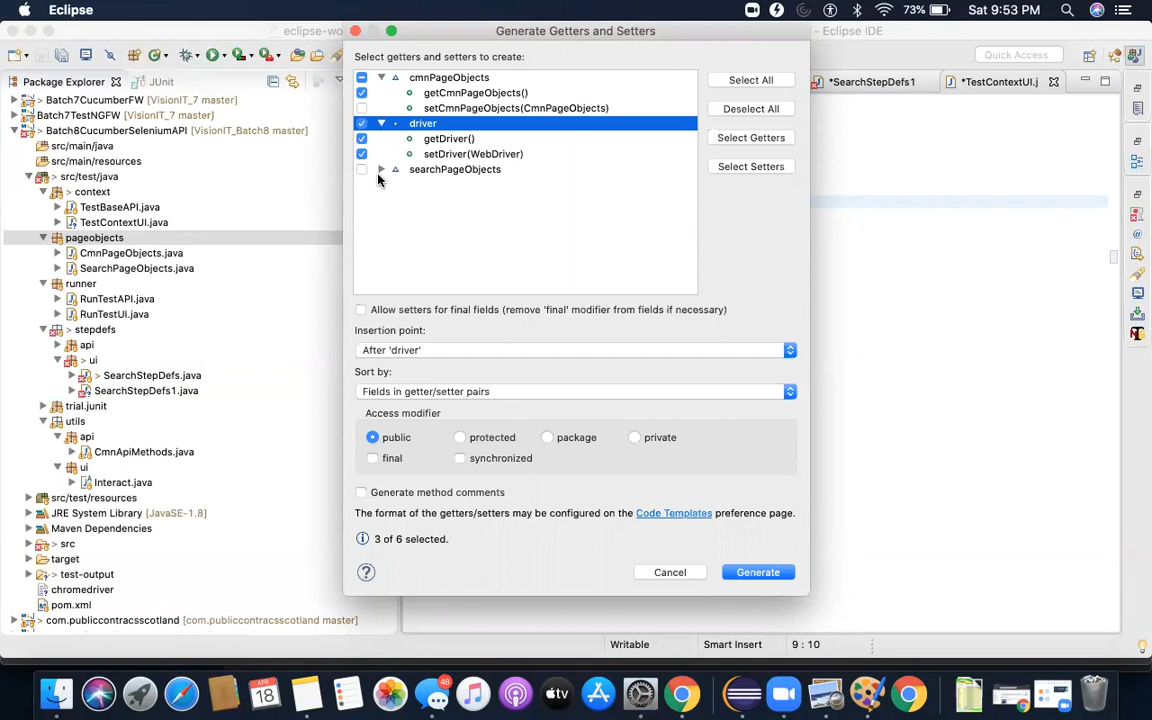 Eclipse
73%
Sat 9:53 PM
eclipse-wo
Generate Getters and Setters
Eclipse IDE
Quick Access
Package Explorer
JUnit
*SearchStepDefs1
*TestContextUI.j
Batch7CucumberFW [VisionIT_7 master]
Batch7TestNGFW [VisionIT_7 master]
Batch8CucumberSeleniumAPI [VisionIT_Batch8 master]
src/main/java
src/main/resources
src/test/java
> context
TestBaseAPI.java
TestContextUI.java
pageobjects
CmnPageObjects.java
SearchPageObjects.java
runner
RunTestAPI.java
RunTestUI.java
stepdefs
api
> ui
> SearchStepDefs.java
SearchStepDefs1.java
trial.junit
utils
api
CmnApiMethods.java
ui
Interact.java
src/test/resources
JRE System Library [JavaSE-1.8]
Maven Dependencies
> src
target
> test-output
chromedriver
pom.xml
com.publiccontracsscotland [com.publiccontracsscotland master]
Select getters and setters to create:
cmnPageObjects
getCmnPageObjects()
setCmnPageObjects(CmnPageObjects)
driver
getDriver()
setDriver(WebDriver)
searchPageObjects
Select All
Deselect All
Select Getters
Select Setters
Allow setters for final fields (remove 'final' modifier from fields if necessary)
Insertion point:
After 'driver'
Sort by:
Fields in getter/setter pairs
Access modifier
public
protected
package
private
final
synchronized
Generate method comments
The format of the getters/setters may be configured on the Code Templates preference page.
3 of 6 selected.
Cancel
Generate
Writable
Smart Insert
9 : 10
APR
18
48
tv